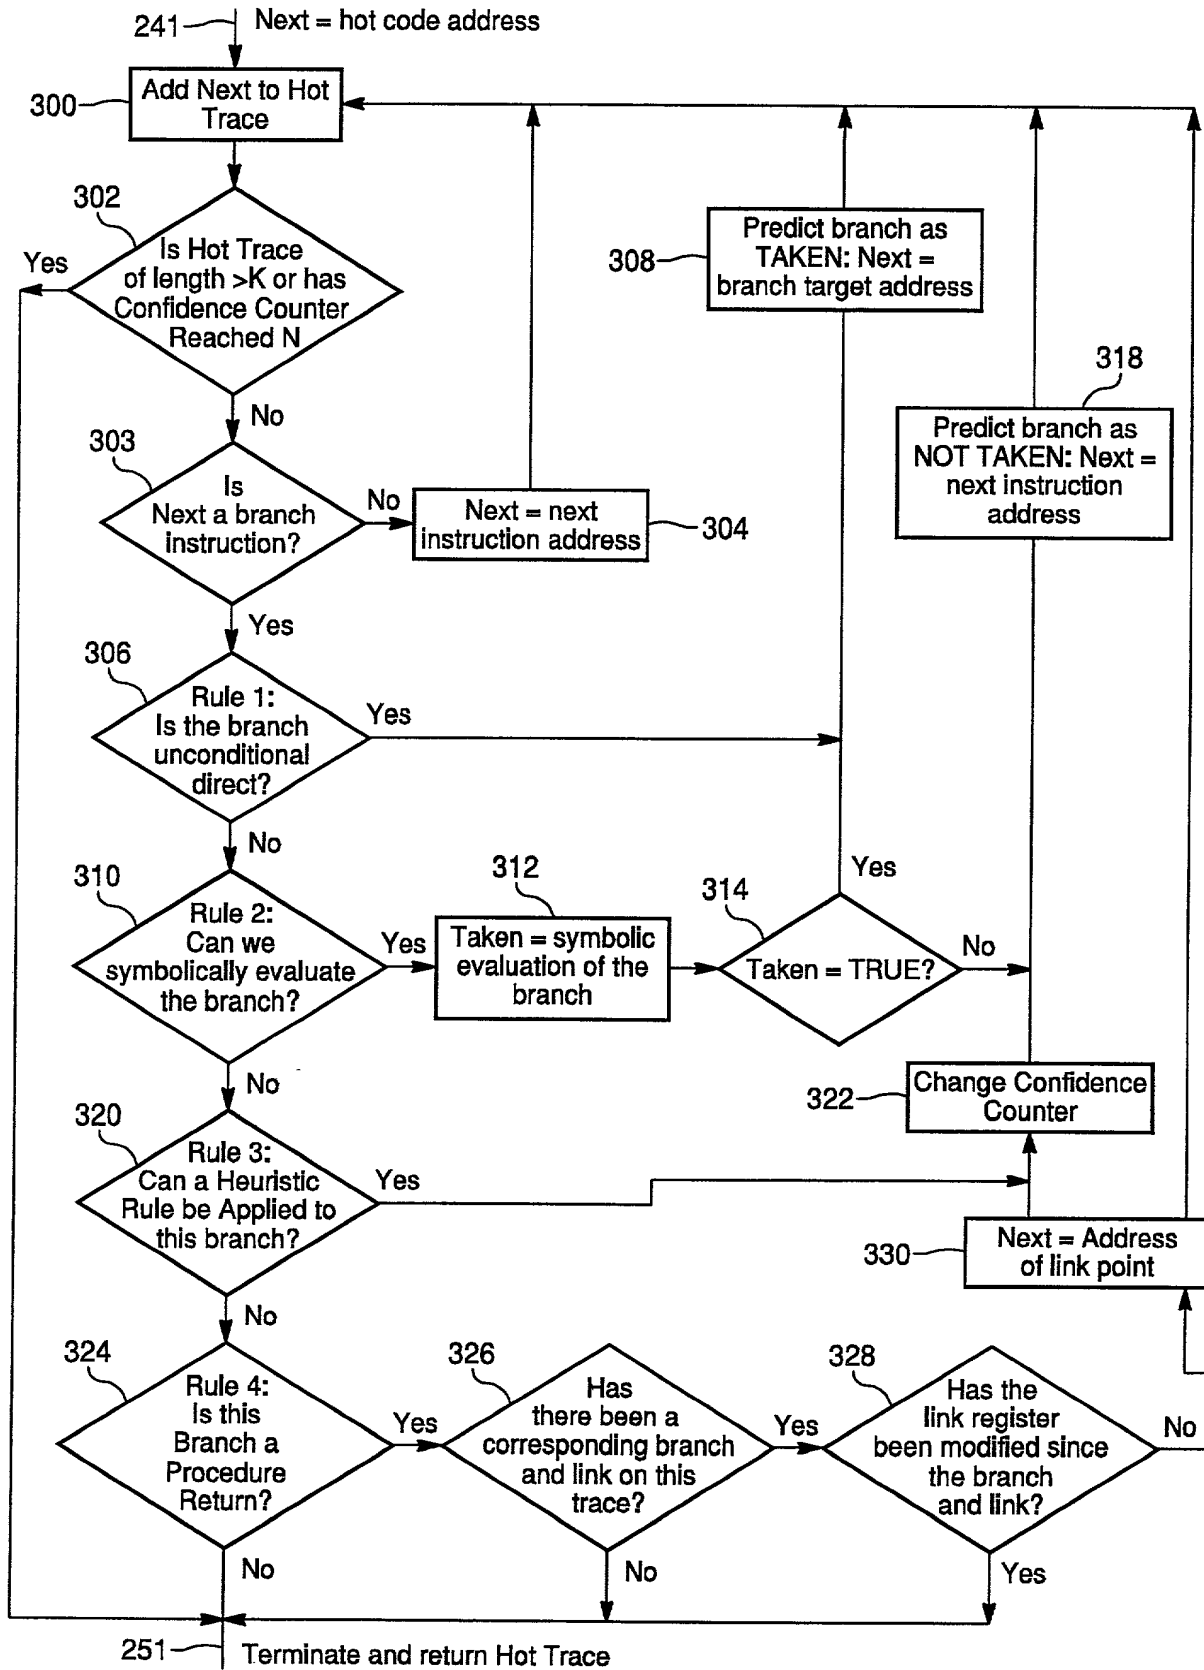 241
Next = hot code address
300
Add Next to Hot
Trace
302
Yes
Is Hot Trace
of length >K or has
Confidence Counter
Reached N
No
308
Predict branch as
TAKEN: Next =
branch target address
318
Predict branch as
NOT TAKEN: Next =
next instruction
address
303
Is
Next a branch
instruction?
No
Next = next
instruction address
304
Yes
306
Rule 1:
Is the branch
unconditional
direct?
Yes
No
310
Rule 2:
Can we
symbolically evaluate
the branch?
Yes
312
Taken = symbolic
evaluation of the
branch
314
Yes
Taken = TRUE?
No
No
322
Change Confidence
Counter
320
Rule 3:
Can a Heuristic
Rule be Applied to
this branch?
Yes
330
Next = Address
of link point
No
324
Rule 4:
Is this
Branch a
Procedure
Return?
Yes
326
Has
there been a
corresponding branch
and link on this
trace?
Yes
328
Has the
link register
been modified since
the branch
and link?
No
No
No
Yes
251
Terminate and return Hot Trace